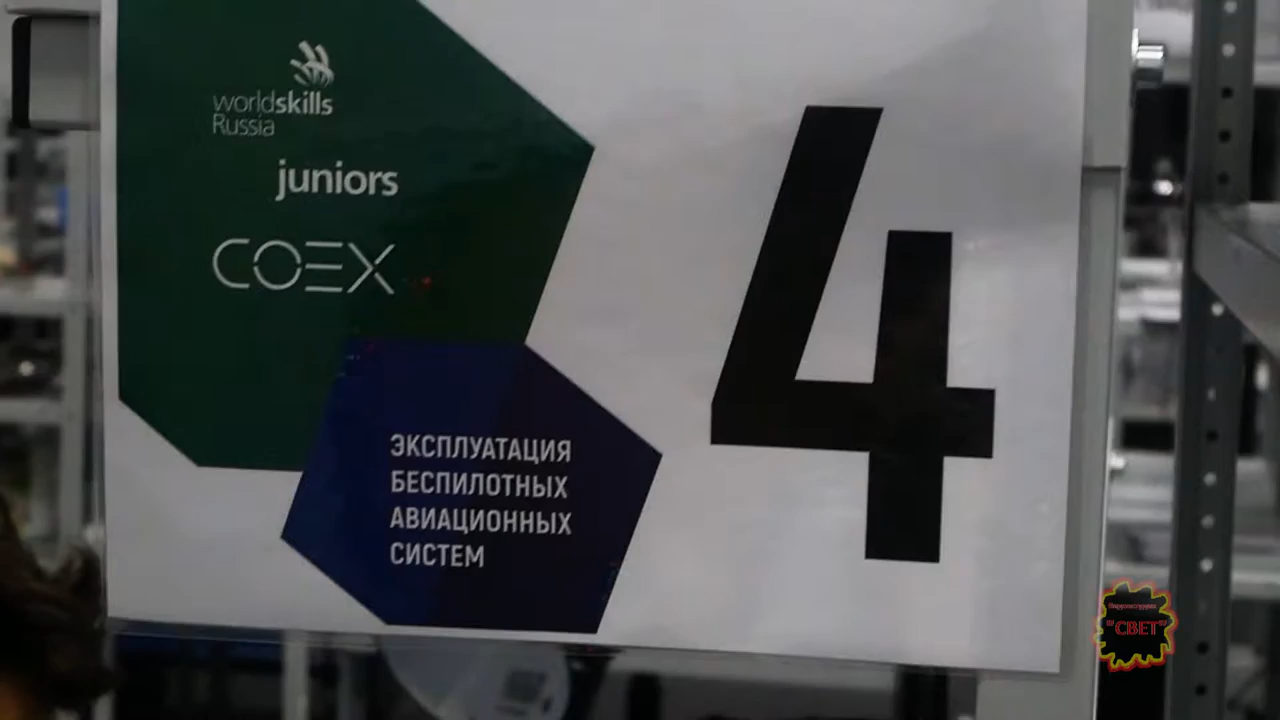 worldskills
Russia
juniors
COEX
ЭКСПЛУАТАЦИЯ
БЕСПИЛОТНЫХ
АВИАЦИОННЫХ
СИСТЕМ
4
"СВЕТ"